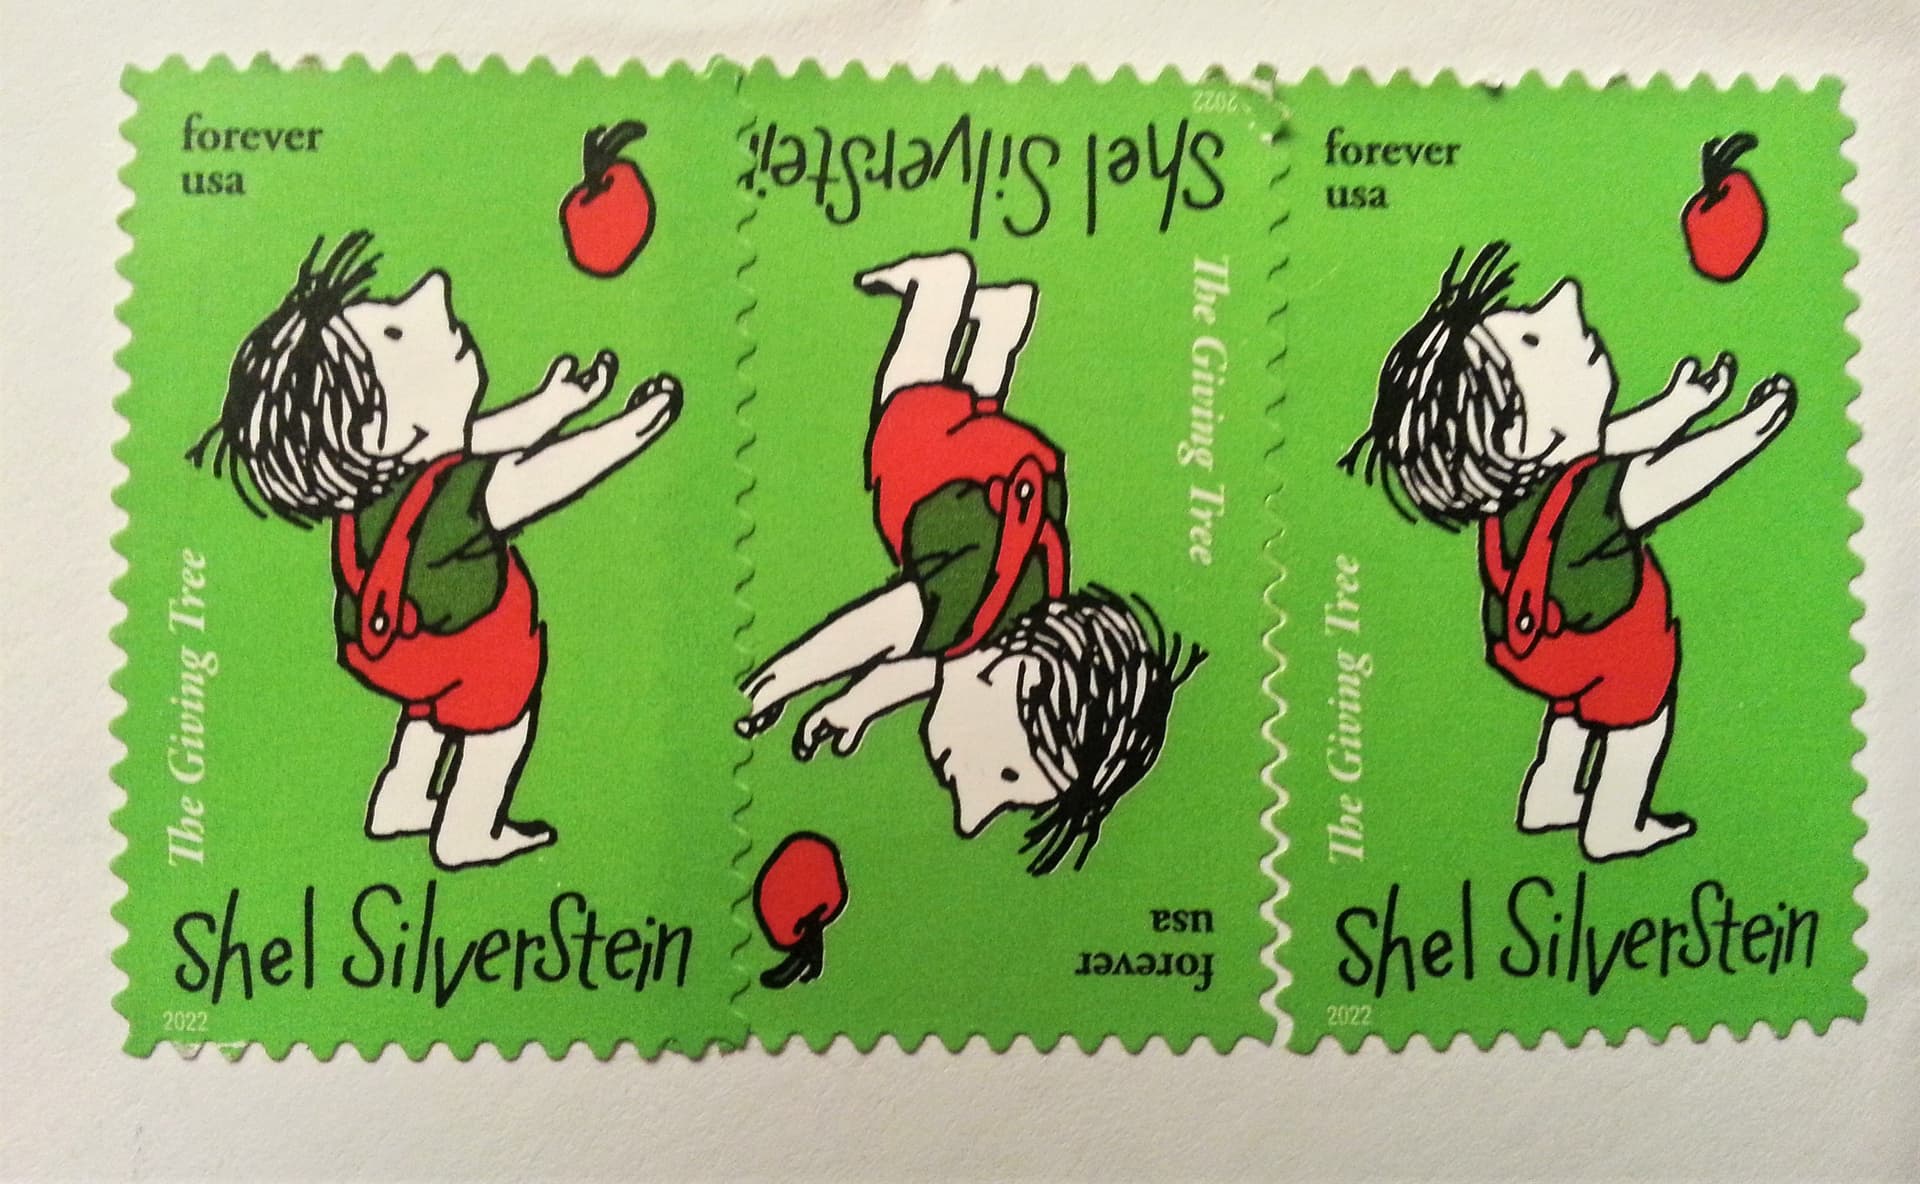 forever
usa
The Giving Tree
Shel Silverstein
2022
forever
usa
The Giving Tree
Shel Silverstein
2022
forever
usa
The Giving Tree
Shel Silverstein
2022